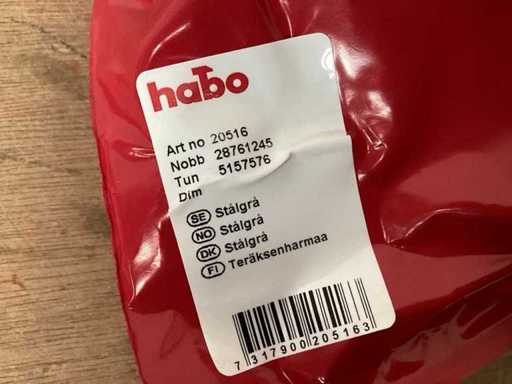 habo
Art no 20516
Nobb 28761245
Tun 5157576
Dim
SE Stålgrå
NO Stålgrå
DK Stålgrå
FI Teräksenharmaa
7 317900 205163